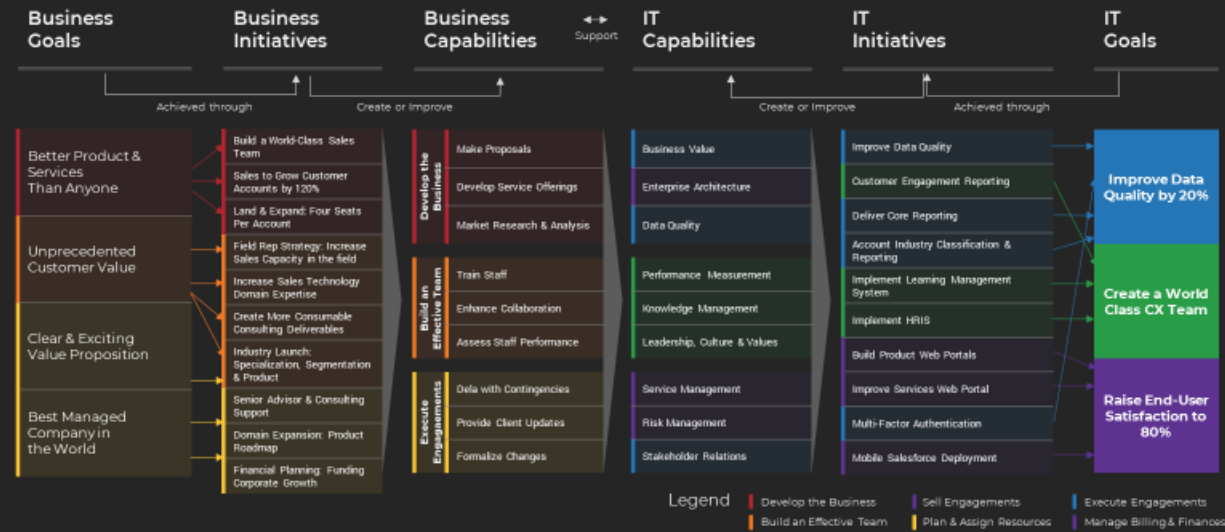 Business
Goals
Business
Initiatives
Business
Capabilities
Support
IT
Capabilities
IT
Initiatives
IT
Goals
Achieved through
Create or Improve
Create or Improve
Achieved through
Better Product &
Services
Than Anyone
Unprecedented
Customer Value
Clear & Exciting
Value Proposition
Best Managed
Company in
the World
Build a World-Class Sales
Team
Sales to Grow Customer
Accounts by 120%
Land & Expand: Four Seats
Per Account
Field Rep Strategy: Increase
Sales Capacity in the field
Increase Sales Technology
Domain Expertise
Create More Consumable
Consulting Deliverables
Industry Launch:
Specialization, Segmentation
& Product
Senior Advisor & Consulting
Support
Domain Expansion: Product
Roadmap
Financial Planning: Funding
Corporate Growth
Develop the
Business
Make Proposals
Develop Service Offerings
Market Research & Analysis
Build an
Effective Team
Train Staff
Enhance Collaboration
Assess Staff Performance
Execute
Engagaements
Dela with Contingencies
Provide Client Updates
Formalize Changes
Business Value
Enterprise Architecture
Data Quality
Performance Measurement
Knowledge Management
Leadership, Culture & Values
Service Management
Risk Management
Stakeholder Relations
Improve Data Quality
Customer Engagement Reporting
Deliver Core Reporting
Account Industry Classification &
Reporting
Implement Learning Management
System
Implement HRIS
Build Product Web Portals
Improve Services Web Portal
Multi-Factor Authentication
Mobile Salesforce Deployment
Improve Data
Quality by 20%
Create a World
Class CX Team
Raise End-User
Satisfaction to
80%
Legend
Develop the Business
Sell Engagements
Execute Engagements
Build an Effective Team
Plan & Assign Resources
Manage Billing & Finances